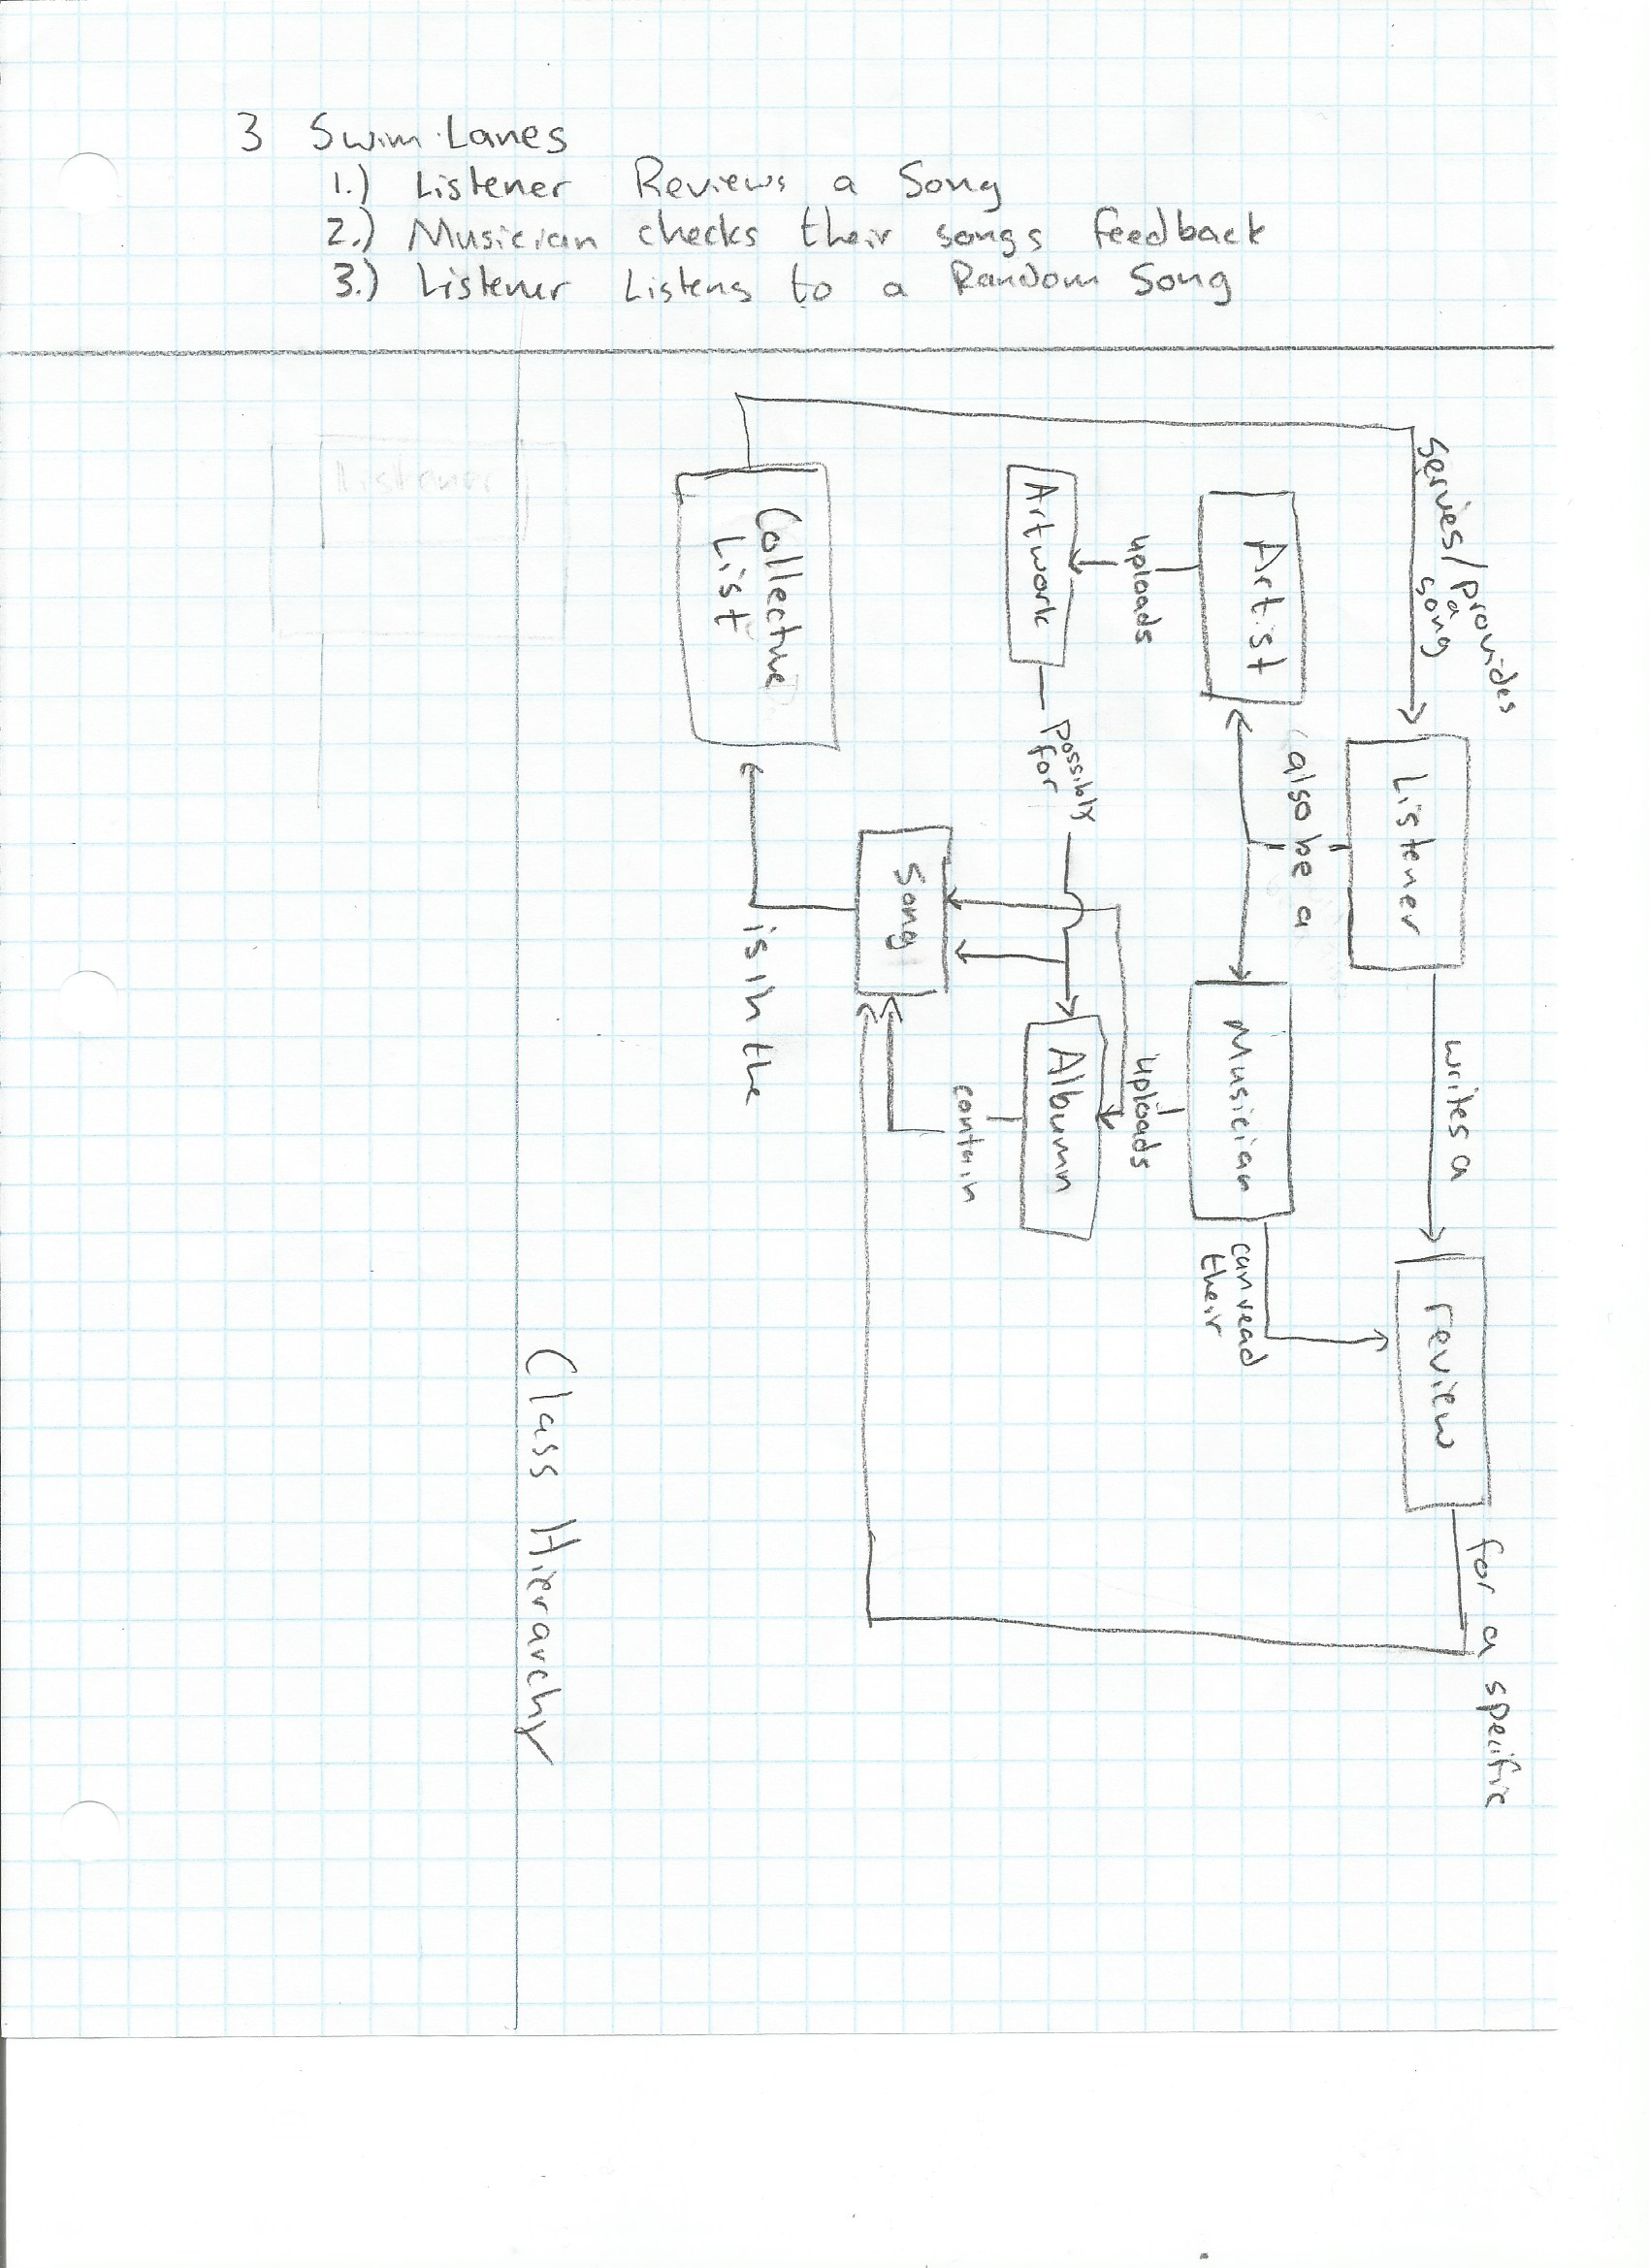 3 Swim Lanes
1.) Listener Reviews a Song
2.) Musician checks their songs feedback
3.) Listener Listens to a Random Song
servies/provides
a
song
Listener
writes a
review
for a specific
also be a
Artist
Musician
can read
their
uploads
uploads
Artwork
Possibly
for
Albumn
contain
Song
Collective
List
is in the
Class Hierarchy
Listener